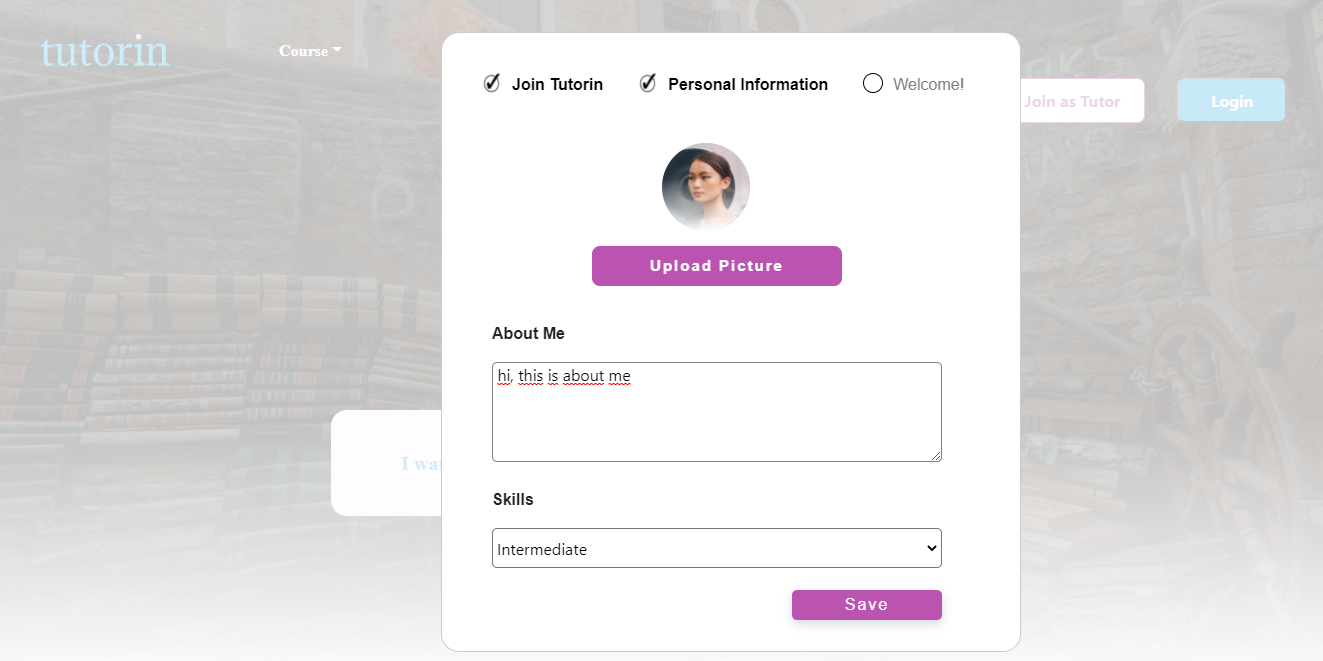 tutorin
Course
Join Tutorin
Personal Information
Welcome!
Join as Tutor
Login
Upload Picture
About Me
hi, this is about me
I wa
Skills
Intermediate
Save